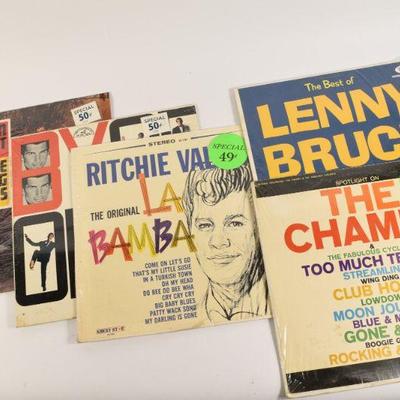 SPECIAL
50¢
SPECIAL
50¢
BY
STEREO
RITCHIE VAL
SPECIAL
49¢
THE ORIGINAL
LA
BAMBA
COME ON LET'S GO
THAT'S MY LITTLE SUSIE
IN A TURKISH TOWN
OH MY HEAD
DO BEE DO BEE WHA
CRY CRY CRY
BIG BABY BLUES
PATTY WACK SONG
MY DARLING IS GONE
The Best of
LENNY
BRUC
SPOTLIGHT ON
THE
CHAM
&
THE FABULOUS CYCL
TOO MUCH TE
STREAMLIN
WING DING
CLUB HO
LOWDOW
MOON JOU
BLUE & M
GONE &
BOOGIE
ROCKING &